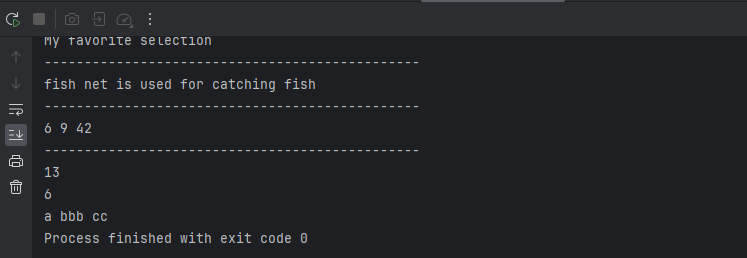 My favorite selection
-----------------------------------------------
fish net is used for catching fish
-----------------------------------------------
6 9 42
-----------------------------------------------
13
6
a bbb cc
Process finished with exit code 0